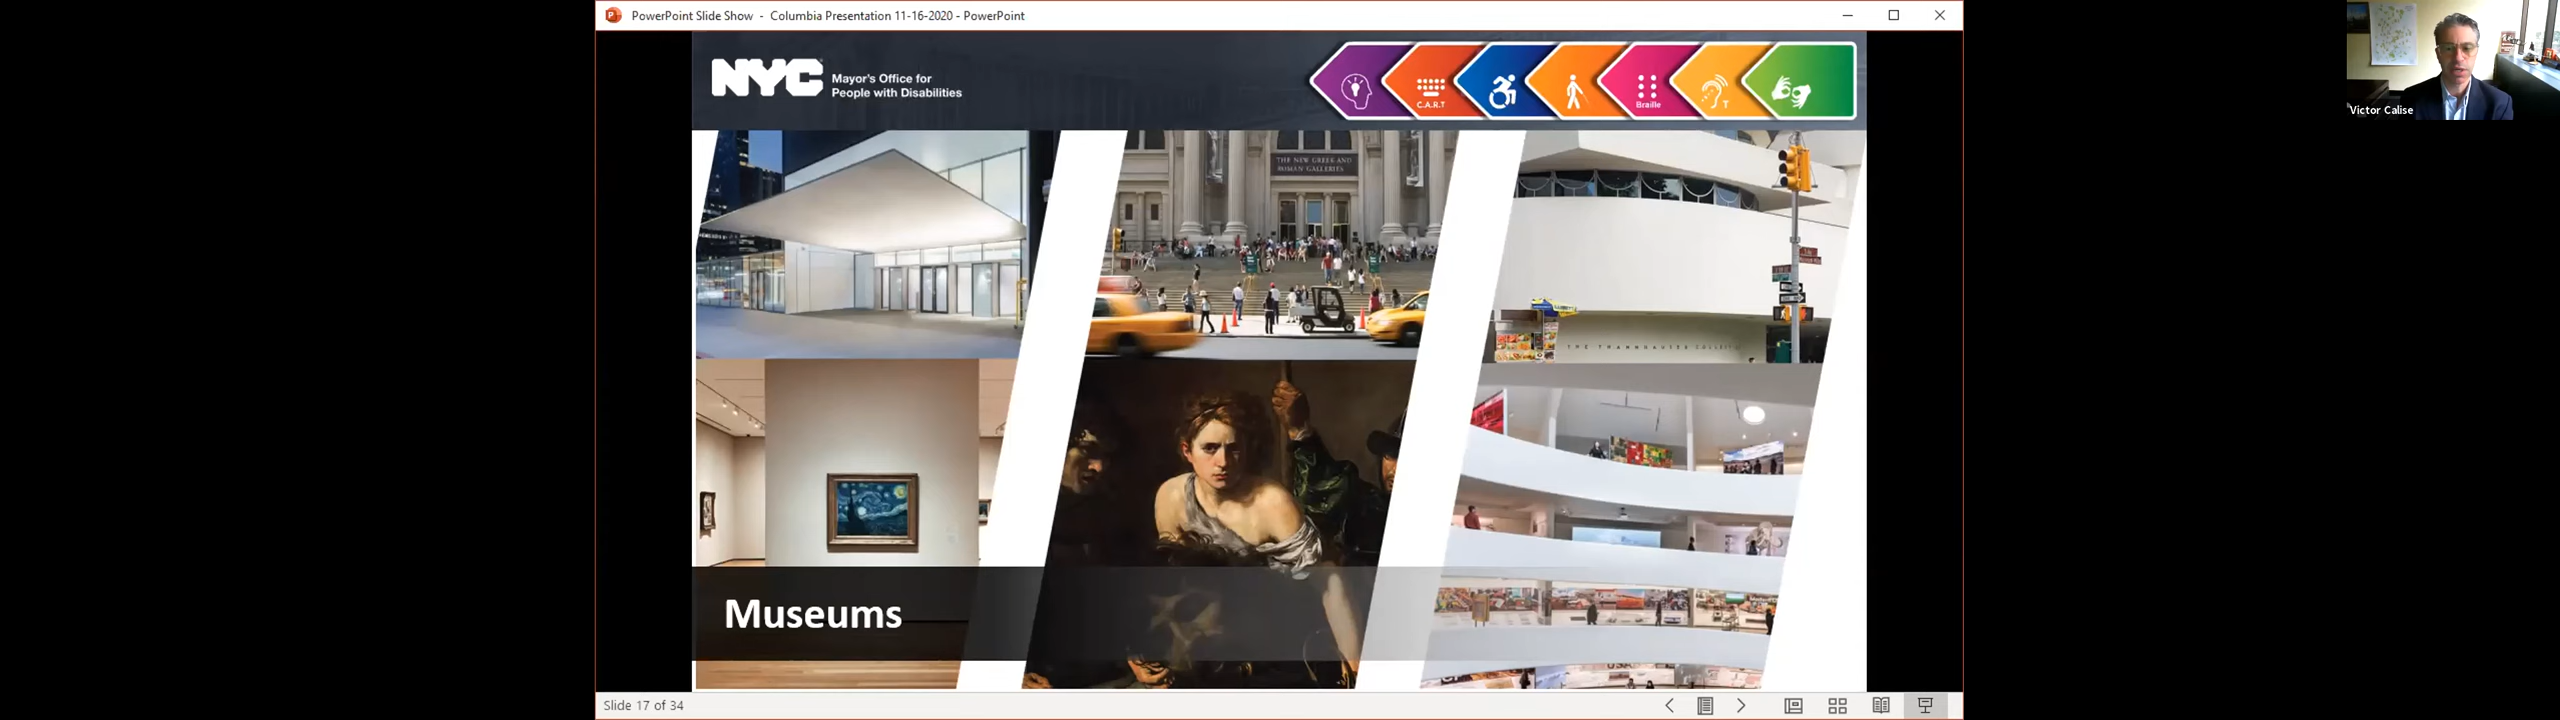 PowerPoint Slide Show - Columbia Presentation 11-16-2020 - PowerPoint
NYC
Mayor's Office for
People with Disabilities
C.A.R.T
Braille
T
Victor Calise
THE NEW GREEK AND
ROMAN GALLERIES
Museums
Slide 17 of 34